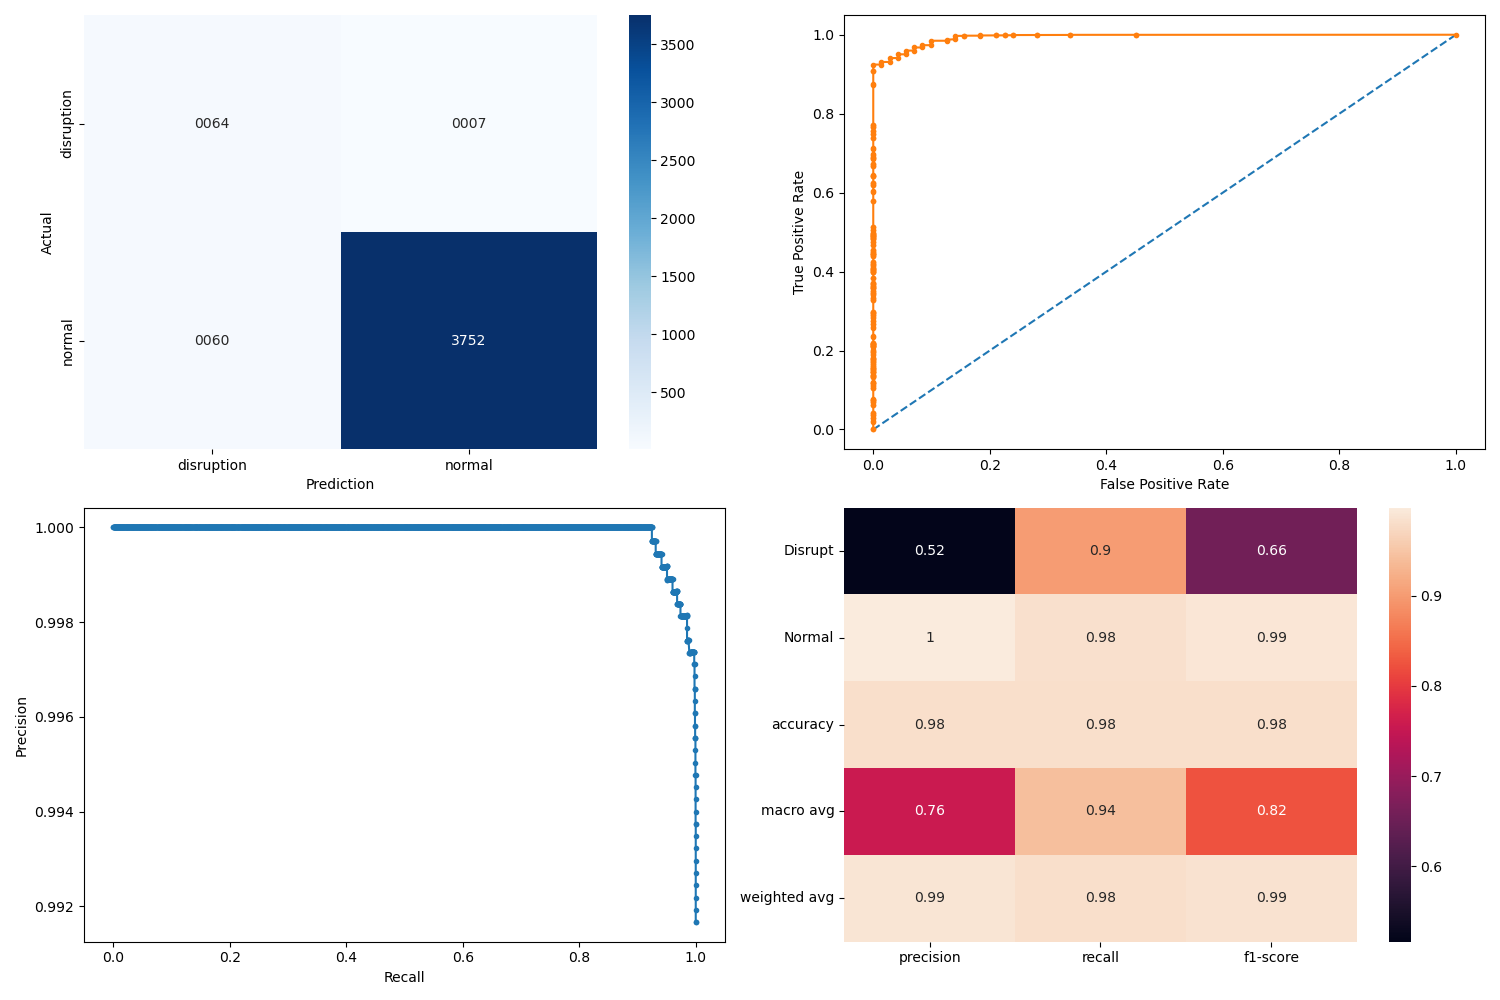 disruption
normal
Actual
0064
0007
0060
3752
disruption
normal
Prediction
3500
3000
2500
2000
1500
1000
500
True Positive Rate
1.0
0.8
0.6
0.4
0.2
0.0
0.0
0.2
0.4
0.6
0.8
1.0
False Positive Rate
Precision
1.000
0.998
0.996
0.994
0.992
0.0
0.2
0.4
0.6
0.8
1.0
Recall
Disrupt
0.52
0.9
0.66
Normal
1
0.98
0.99
accuracy
0.98
0.98
0.98
macro avg
0.76
0.94
0.82
weighted avg
0.99
0.98
0.99
precision
recall
f1-score
0.9
0.8
0.7
0.6